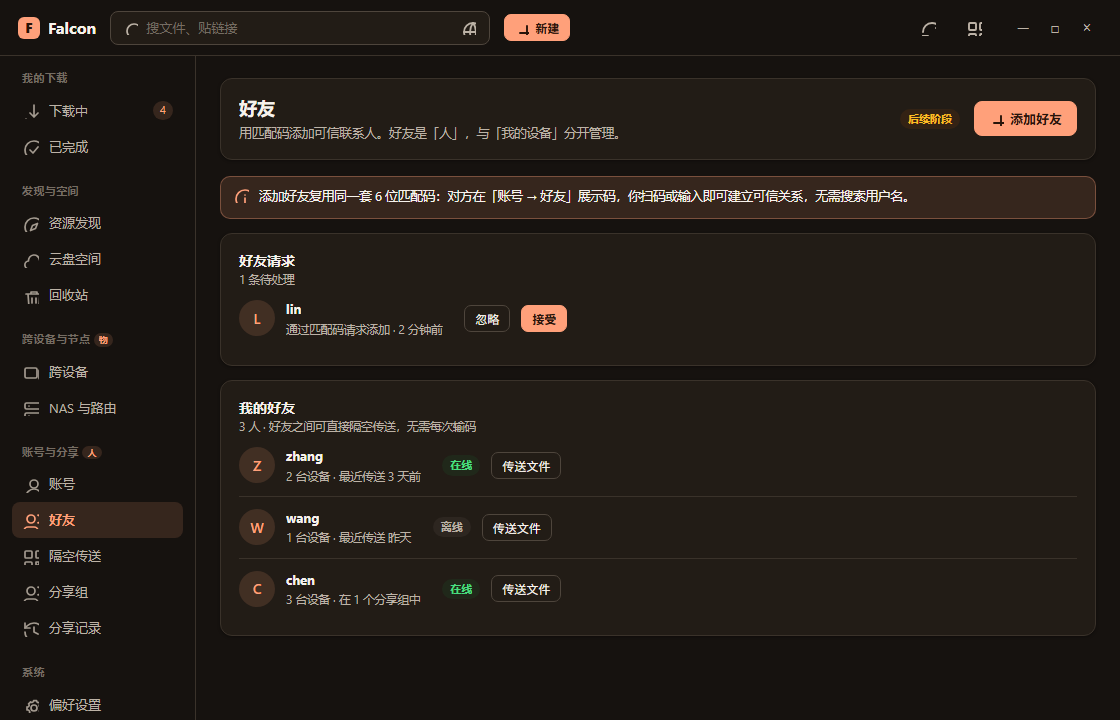 F Falcon
搜文件、贴链接
新建
我的下载
下载中 4
已完成
发现与空间
资源发现
云盘空间
回收站
跨设备与节点 物
跨设备
NAS 与路由
账号与分享 人
账号
好友
隔空传送
分享组
分享记录
系统
偏好设置
好友
用匹配码添加可信联系人。好友是「人」，与「我的设备」分开管理。
后续阶段
添加好友
添加好友复用同一套 6 位匹配码：对方在「账号 → 好友」展示码，你扫码或输入即可建立可信关系，无需搜索用户名。
好友请求
1 条待处理
L
lin
通过匹配码请求添加 · 2 分钟前
忽略
接受
我的好友
3 人 · 好友之间可直接隔空传送，无需每次输码
Z
zhang
2 台设备 · 最近传送 3 天前
在线
传送文件
W
wang
1 台设备 · 最近传送 昨天
离线
传送文件
C
chen
3 台设备 · 在 1 个分享组中
在线
传送文件